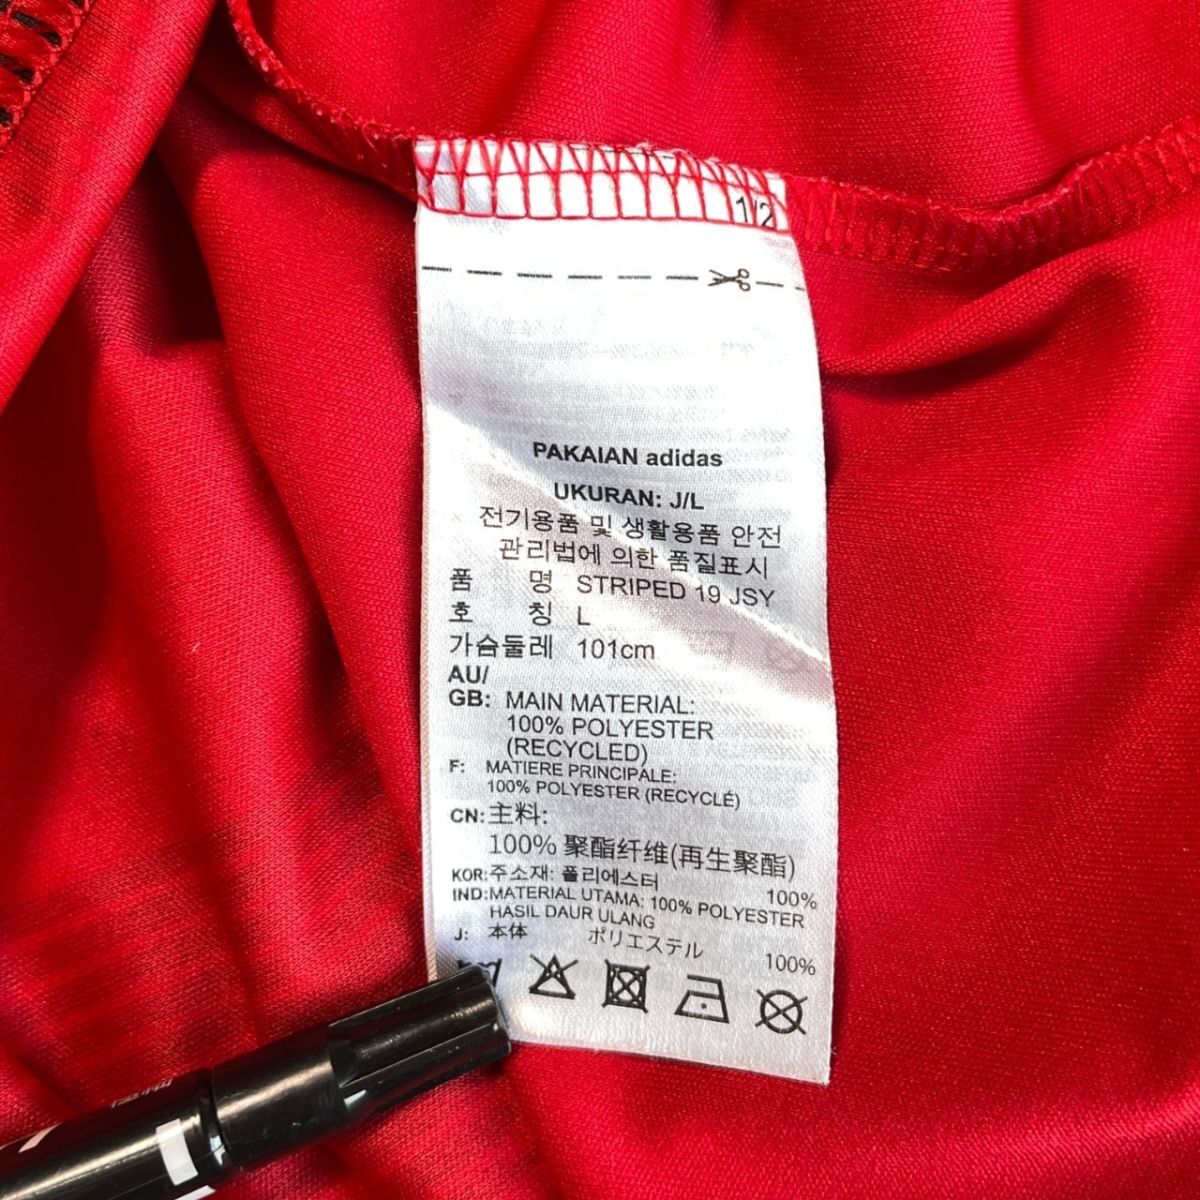 1/2
PAKAIAN adidas
UKURAN: J/L
전기용품 및 생활용품 안전
관리법에 의한 품질표시
품 명 STRIPED 19 JSY
호 칭 L
가슴둘레 101cm
AU/
GB: MAIN MATERIAL:
100% POLYESTER
(RECYCLED)
F: MATIERE PRINCIPALE:
100% POLYESTER (RECYCLÉ)
CN: 主料:
100% 聚酯纤维(再生聚酯)
KOR: 주소재: 폴리에스터 100%
IND: MATERIAL UTAMA: 100% POLYESTER
HASIL DAUR ULANG
J: 本体 ポリエステル 100%